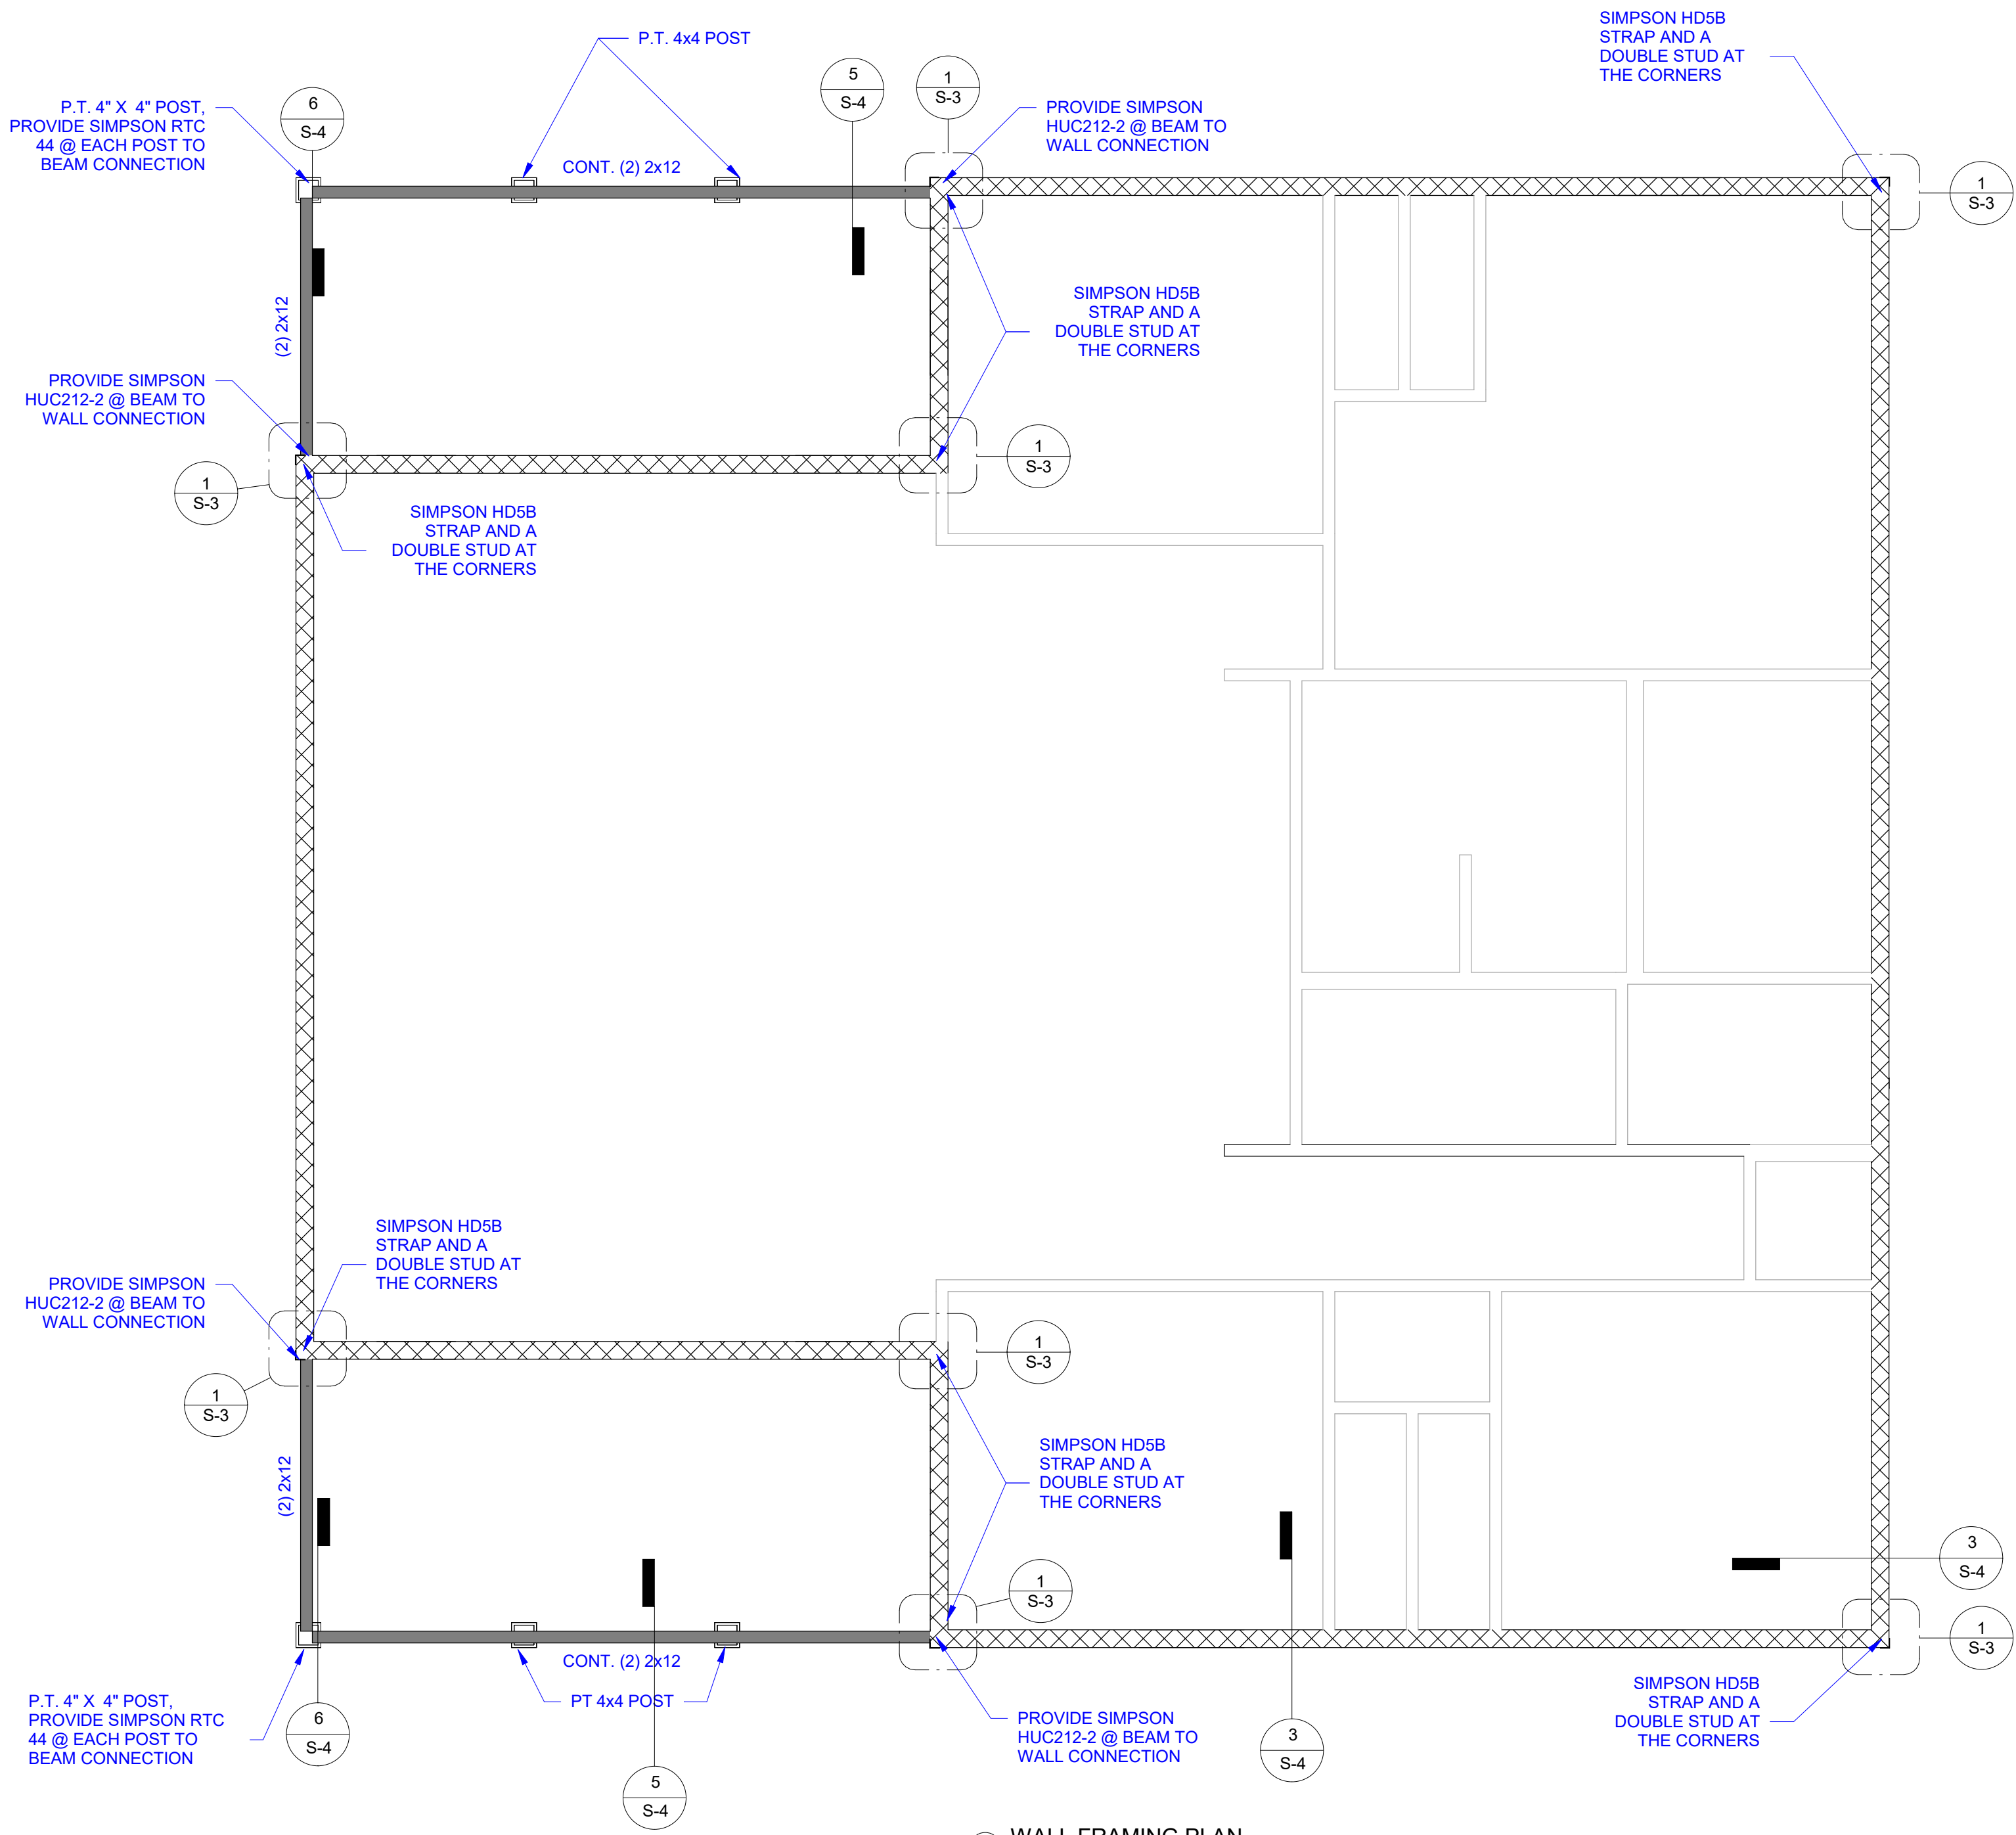 SIMPSON HD5B
STRAP AND A
DOUBLE STUD AT
THE CORNERS
P.T. 4x4 POST
5
S-4
1
S-3
6
S-4
P.T. 4" X 4" POST,
PROVIDE SIMPSON RTC
44 @ EACH POST TO
BEAM CONNECTION
PROVIDE SIMPSON
HUC212-2 @ BEAM TO
WALL CONNECTION
CONT. (2) 2x12
1
S-3
(2) 2x12
SIMPSON HD5B
STRAP AND A
DOUBLE STUD AT
THE CORNERS
PROVIDE SIMPSON
HUC212-2 @ BEAM TO
WALL CONNECTION
1
S-3
1
S-3
SIMPSON HD5B
STRAP AND A
DOUBLE STUD AT
THE CORNERS
SIMPSON HD5B
STRAP AND A
DOUBLE STUD AT
THE CORNERS
PROVIDE SIMPSON
HUC212-2 @ BEAM TO
WALL CONNECTION
1
S-3
1
S-3
(2) 2x12
SIMPSON HD5B
STRAP AND A
DOUBLE STUD AT
THE CORNERS
1
S-3
3
S-4
1
S-3
CONT. (2) 2x12
PT 4x4 POST
P.T. 4" X 4" POST,
PROVIDE SIMPSON RTC
44 @ EACH POST TO
BEAM CONNECTION
6
S-4
5
S-4
PROVIDE SIMPSON
HUC212-2 @ BEAM TO
WALL CONNECTION
3
S-4
SIMPSON HD5B
STRAP AND A
DOUBLE STUD AT
THE CORNERS
WALL FRAMING PLAN